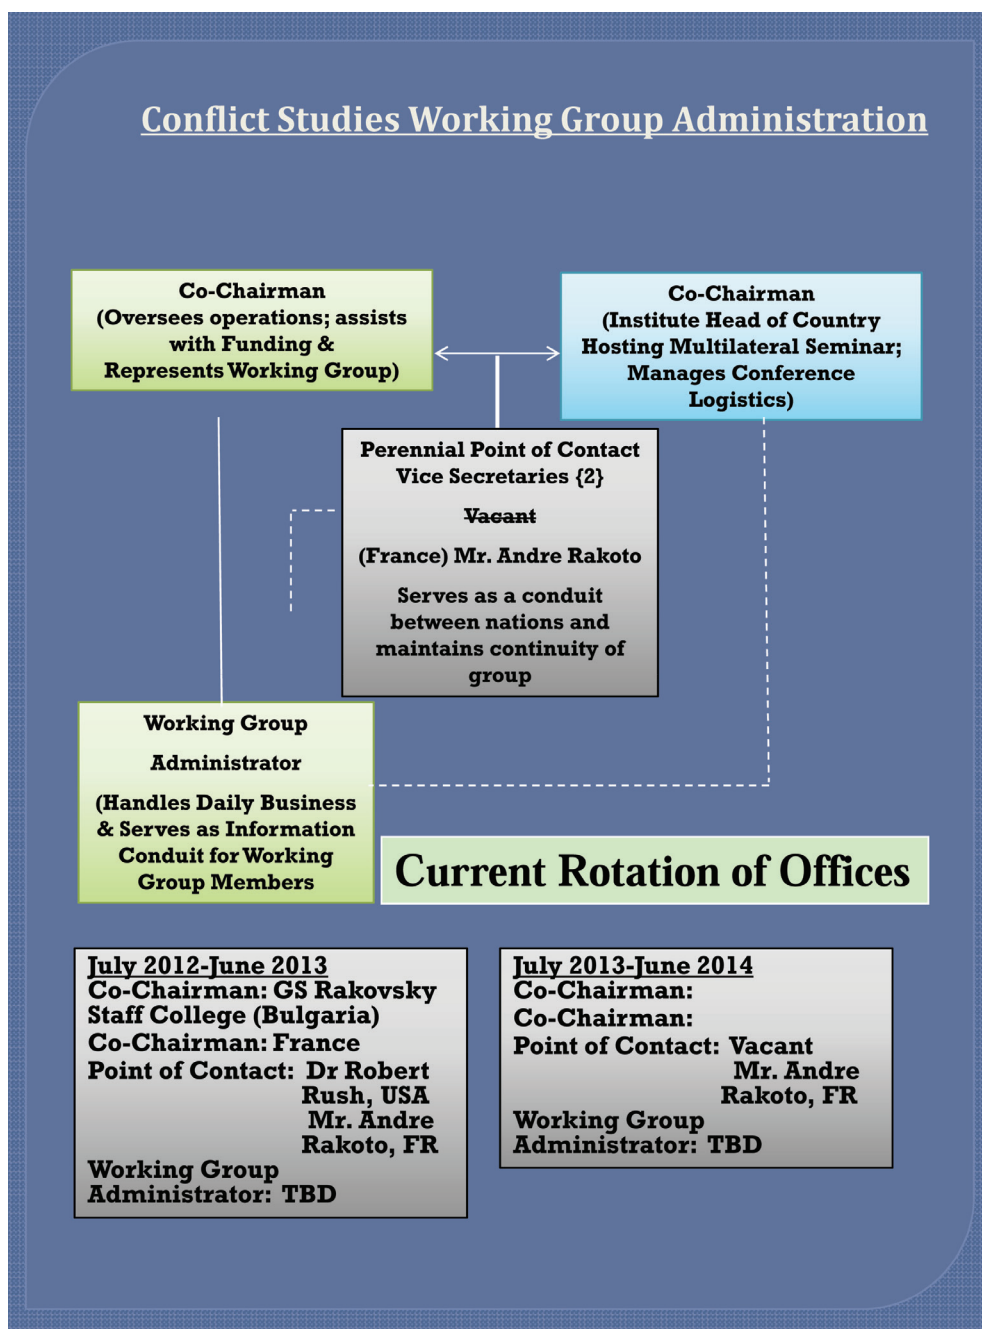 Conflict Studies Working Group Administration
Co-Chairman
(Oversees operations; assists
with Funding &
Represents Working Group)
Co-Chairman
(Institute Head of Country
Hosting Multilateral Seminar;
Manages Conference
Logistics)
Perennial Point of Contact
Vice Secretaries {2}
Vacant
(France) Mr. Andre Rakoto
Serves as a conduit
between nations and
maintains continuity of
group
Working Group
Administrator
(Handles Daily Business
& Serves as Information
Conduit for Working
Group Members
Current Rotation of Offices
July 2012-June 2013
Co-Chairman: GS Rakovsky
Staff College (Bulgaria)
Co-Chairman: France
Point of Contact: Dr Robert
Rush, USA
Mr. Andre
Rakoto, FR
Working Group
Administrator: TBD
July 2013-June 2014
Co-Chairman:
Co-Chairman:
Point of Contact: Vacant
Mr. Andre
Rakoto, FR
Working Group
Administrator: TBD